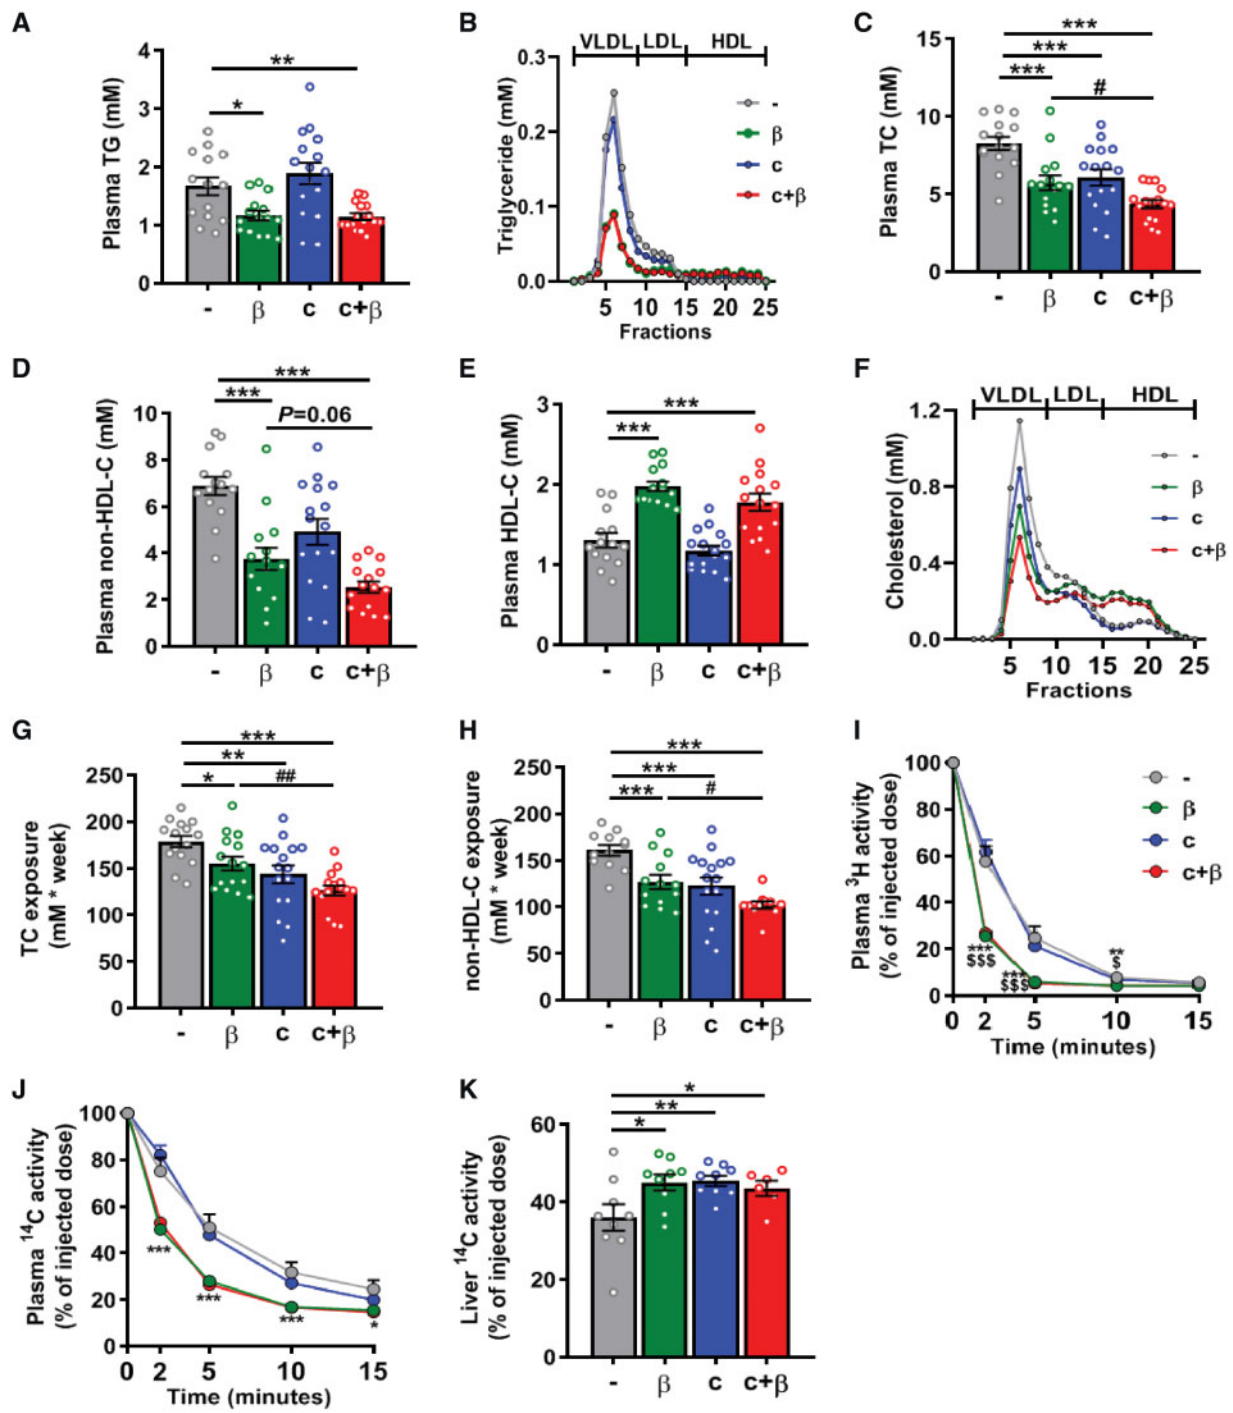 A
Plasma TG (mM)
4
3
2
1
0
**
*
- β c c+β
B
VLDL LDL HDL
Triglyceride (mM)
0.3
0.2
0.1
0.0
-
β
c
c+β
5 10 15 20 25
Fractions
C
Plasma TC (mM)
15
10
5
0
***
***
***
#
- β c c+β
D
Plasma non-HDL-C (mM)
10
8
6
4
2
0
***
***
P=0.06
- β c c+β
E
Plasma HDL-C (mM)
3
2
1
0
***
***
- β c c+β
F
VLDL LDL HDL
Cholesterol (mM)
1.2
0.8
0.4
0.0
-
β
c
c+β
5 10 15 20 25
Fractions
G
TC exposure
(mM * week)
250
200
150
100
50
0
***
**
* ##
- β c c+β
H
non-HDL-C exposure
(mM * week)
250
200
150
100
50
0
***
***
*** #
- β c c+β
I
Plasma ³H activity
(% of injected dose)
100
80
60
40
20
0
-
β
c
c+β
***
$$$
***
$$$
**
$
0 2 5 10 15
Time (minutes)
J
Plasma ¹⁴C activity
(% of injected dose)
100
80
60
40
20
0
***
***
***
*
0 2 5 10 15
Time (minutes)
K
Liver ¹⁴C activity
(% of injected dose)
60
40
20
0
*
**
*
- β c c+β